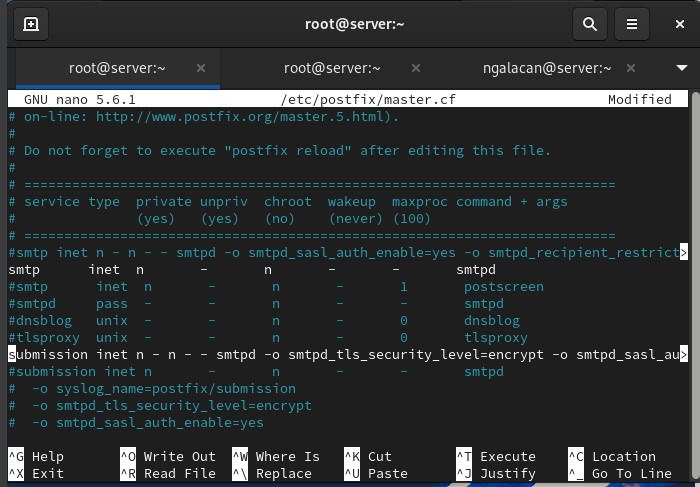 root@server:~
root@server:~ × root@server:~ × ngalacan@server:~ ×
GNU nano 5.6.1 /etc/postfix/master.cf Modified
# on-line: http://www.postfix.org/master.5.html).
#
# Do not forget to execute "postfix reload" after editing this file.
#
# ==========================================================================
# service type  private unpriv  chroot  wakeup  maxproc command + args
#               (yes)   (yes)   (no)    (never) (100)
# ==========================================================================
#smtp inet n - n - - smtpd -o smtpd_sasl_auth_enable=yes -o smtpd_recipient_restrict>
smtp      inet  n       -       n       -       -       smtpd
#smtp      inet  n       -       n       -       1       postscreen
#smtpd     pass  -       -       n       -       -       smtpd
#dnsblog   unix  -       -       n       -       0       dnsblog
#tlsproxy  unix  -       -       n       -       0       tlsproxy
submission inet n - n - - smtpd -o smtpd_tls_security_level=encrypt -o smtpd_sasl_au>
#submission inet n       -       n       -       -       smtpd
#  -o syslog_name=postfix/submission
#  -o smtpd_tls_security_level=encrypt
#  -o smtpd_sasl_auth_enable=yes
^G Help ^O Write Out ^W Where Is ^K Cut ^T Execute ^C Location
^X Exit ^R Read File ^\ Replace ^U Paste ^J Justify ^_ Go To Line